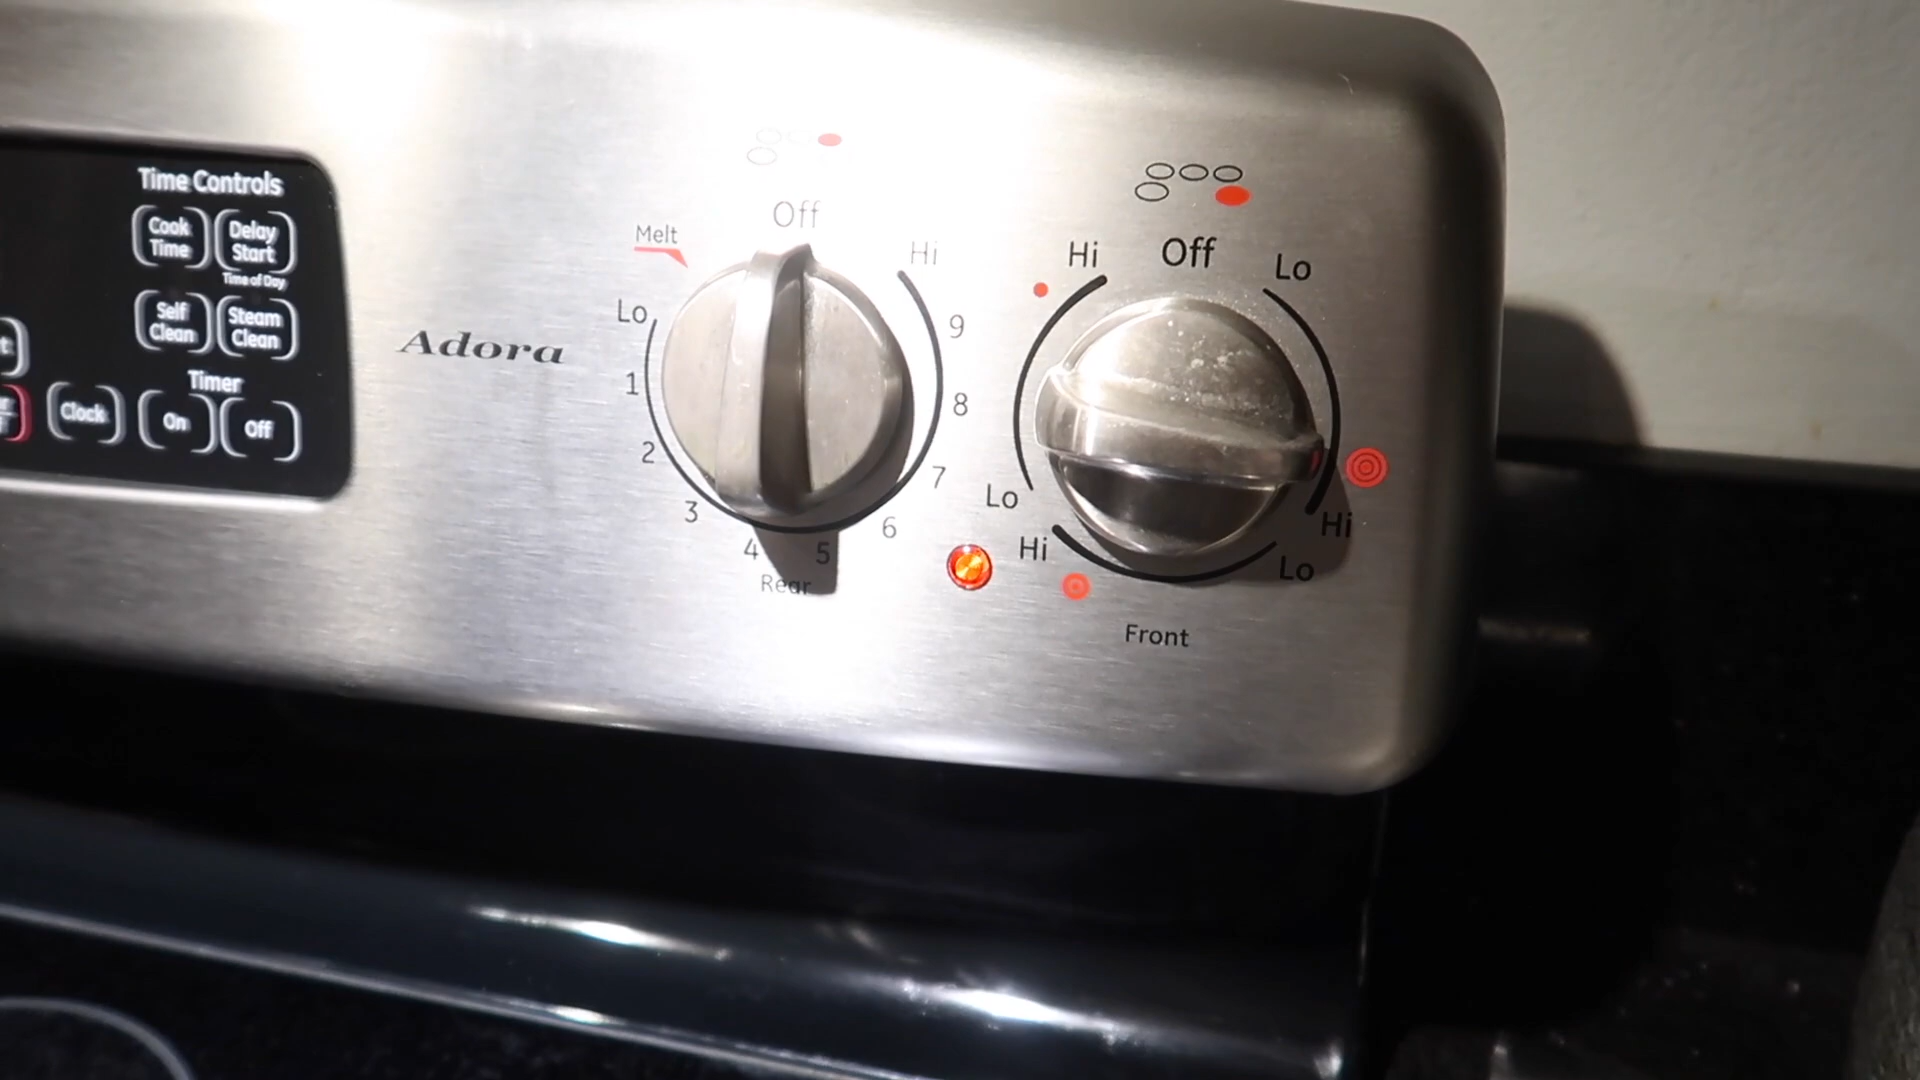 Time Controls
Cook Time
Delay Start
Time of Day
Self Clean
Steam Clean
Timer
Clock
On
Off
Adora
Off
Melt
Hi
Lo
9
1
8
2
7
3
6
4
5
Rear
Off
Hi
Lo
Lo
Hi
Hi
Lo
Front